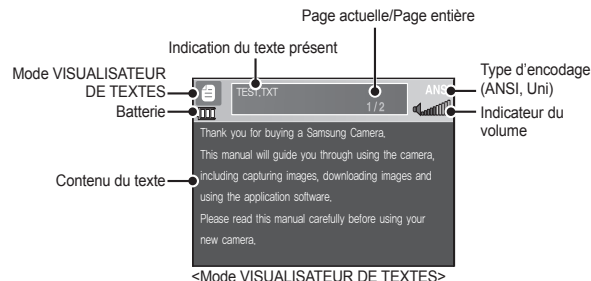 Page actuelle/Page entière
Indication du texte présent
Mode VISUALISATEUR
DE TEXTES
Batterie
Contenu du texte
TEST.TXT
1 / 2
ANSI
Type d'encodage
(ANSI, Uni)
Indicateur du
volume
Thank you for buying a Samsung Camera,
This manual will guide you through using the camera,
including capturing images, downloading images and
using the application software.
Please read this manual carefully before using your
new camera,
<Mode VISUALISATEUR DE TEXTES>